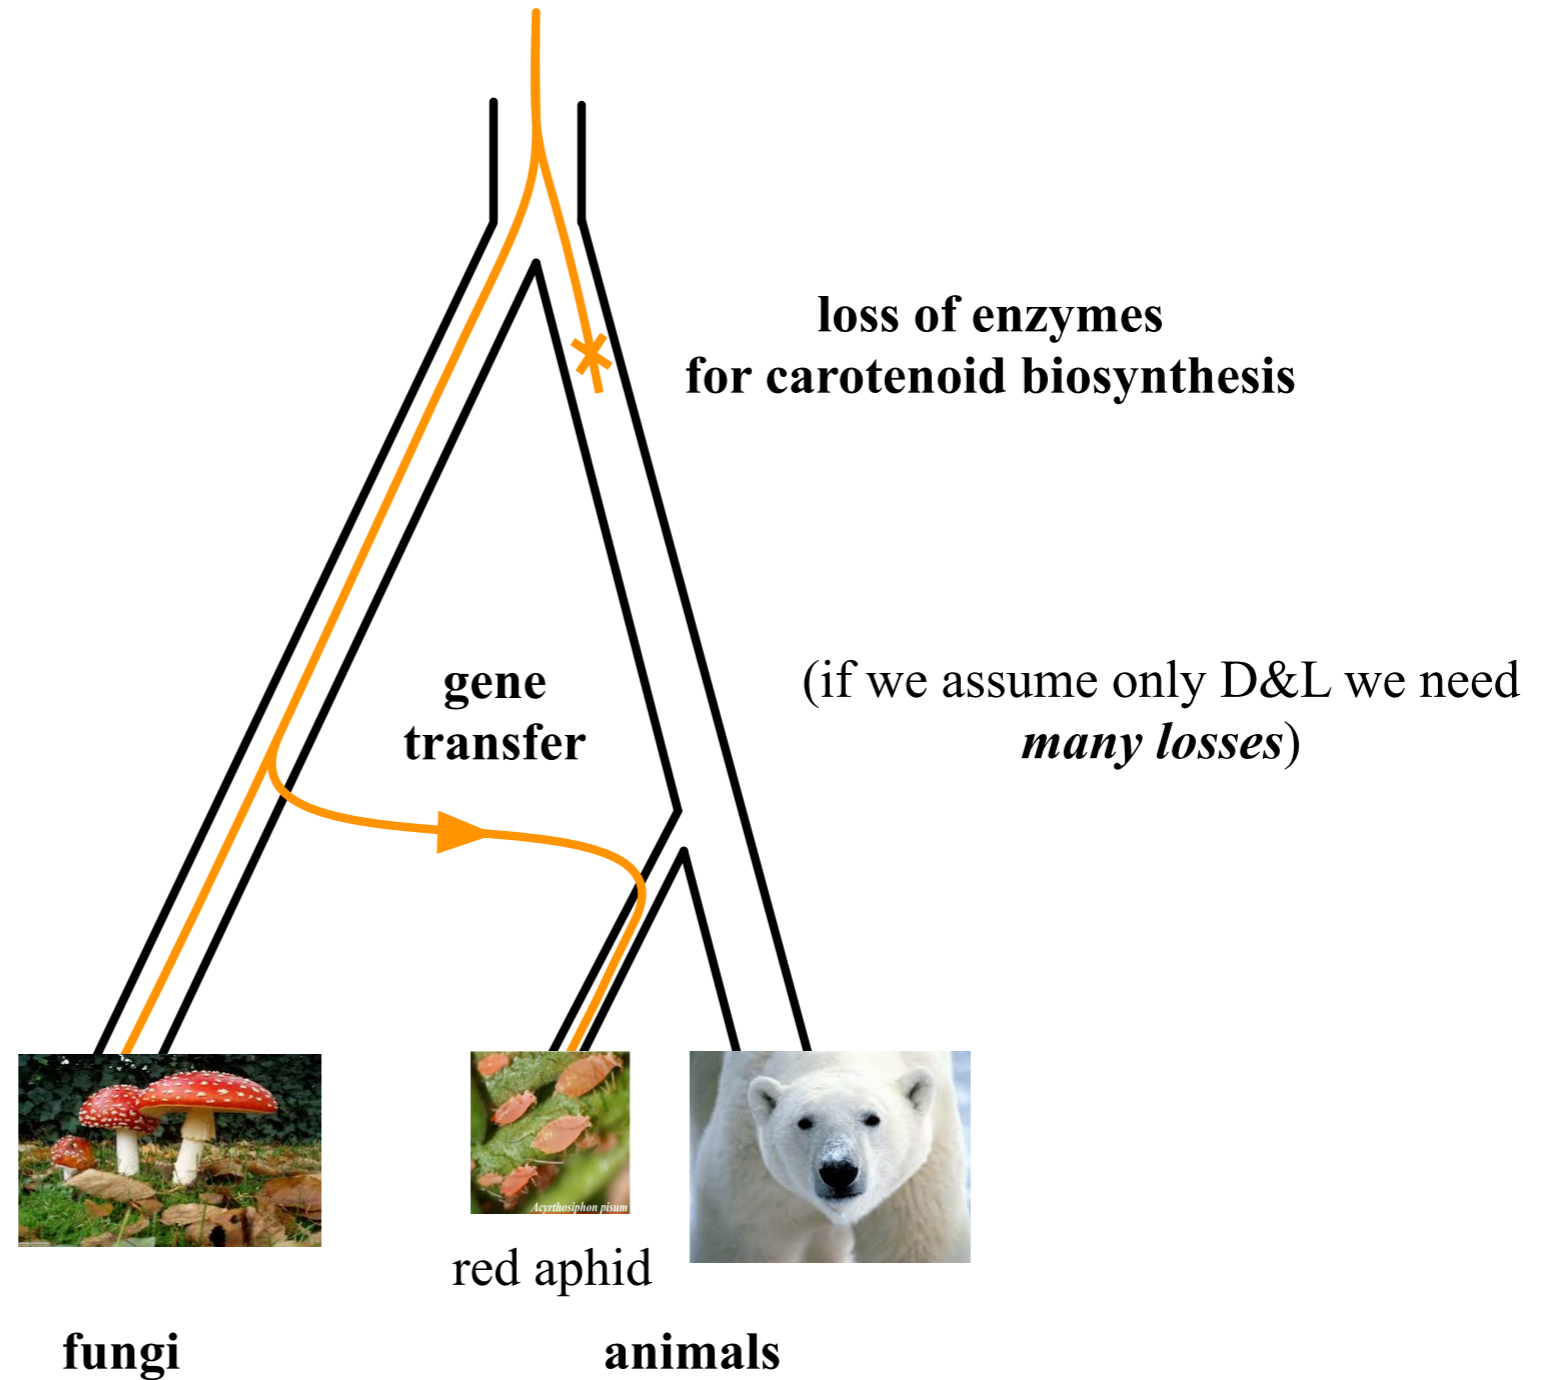 loss of enzymes
for carotenoid biosynthesis
gene
transfer
(if we assume only D&L we need
many losses)
Acyrthosiphon pisum
red aphid
fungi
animals